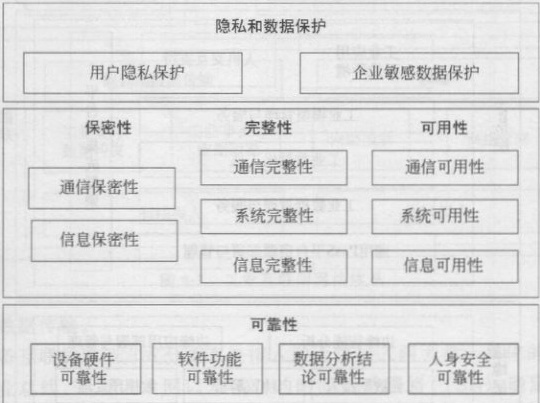 隐私和数据保护
用户隐私保护 企业敏感数据保护
保密性 完整性 可用性
通信保密性
信息保密性
通信完整性
系统完整性
信息完整性
通信可用性
系统可用性
信息可用性
可靠性
设备硬件
可靠性
软件功能
可靠性
数据分析结
论可靠性
人身安全
可靠性